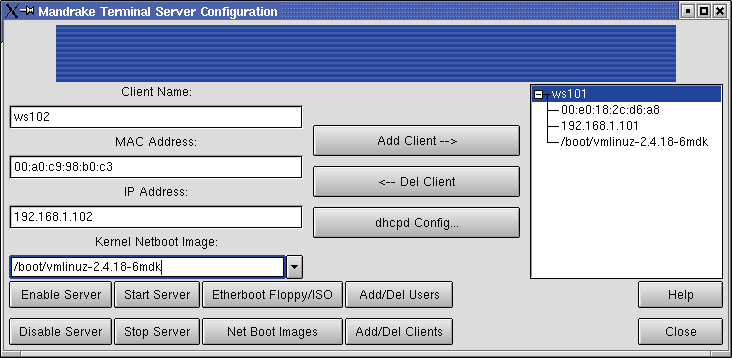 Mandrake Terminal Server Configuration
Client Name:
ws102
MAC Address:
00:a0:c9:98:b0:c3
IP Address:
192.168.1.102
Kernel Netboot Image:
/boot/vmlinuz-2.4.18-6mdk
Add Client -->
<-- Del Client
dhcpd Config...
ws101
00:e0:18:2c:d6:a8
192.168.1.101
/boot/vmlinuz-2.4.18-6mdk
Enable Server Start Server Etherboot Floppy/ISO Add/Del Users Help
Disable Server Stop Server Net Boot Images Add/Del Clients Close